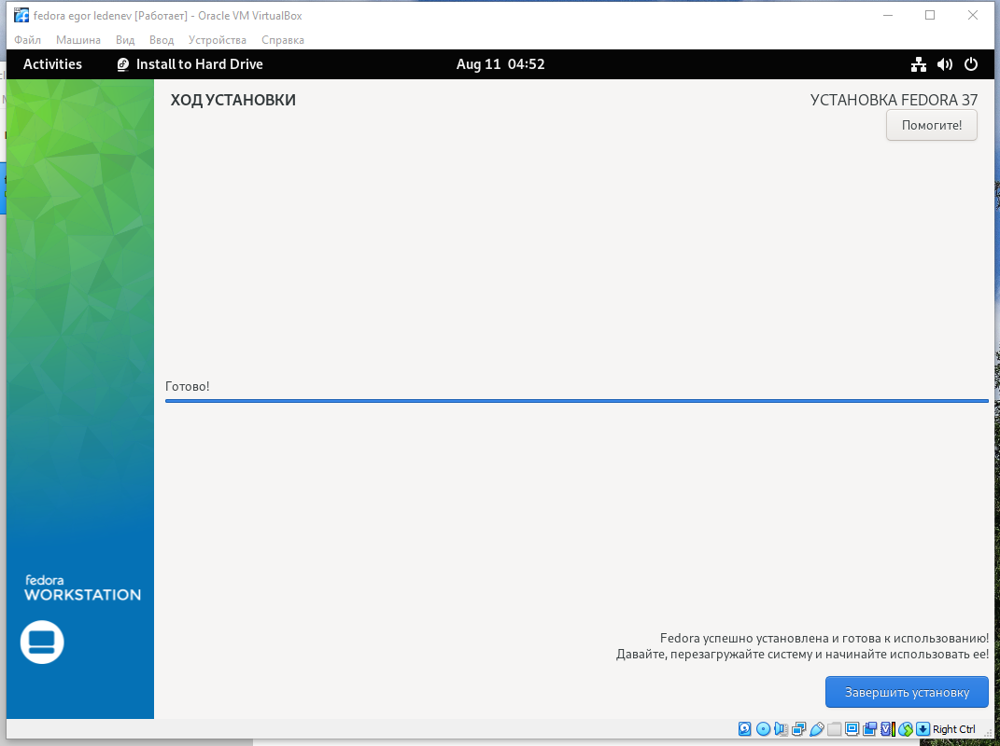 fedora egor ledenev [Работает] - Oracle VM VirtualBox
Файл Машина Вид Ввод Устройства Справка
Activities Install to Hard Drive Aug 11 04:52
ХОД УСТАНОВКИ УСТАНОВКА FEDORA 37
Помогите!
Готово!
fedora
WORKSTATION
Fedora успешно установлена и готова к использованию!
Давайте, перезагружайте систему и начинайте использовать ее!
Завершить установку
Right Ctrl